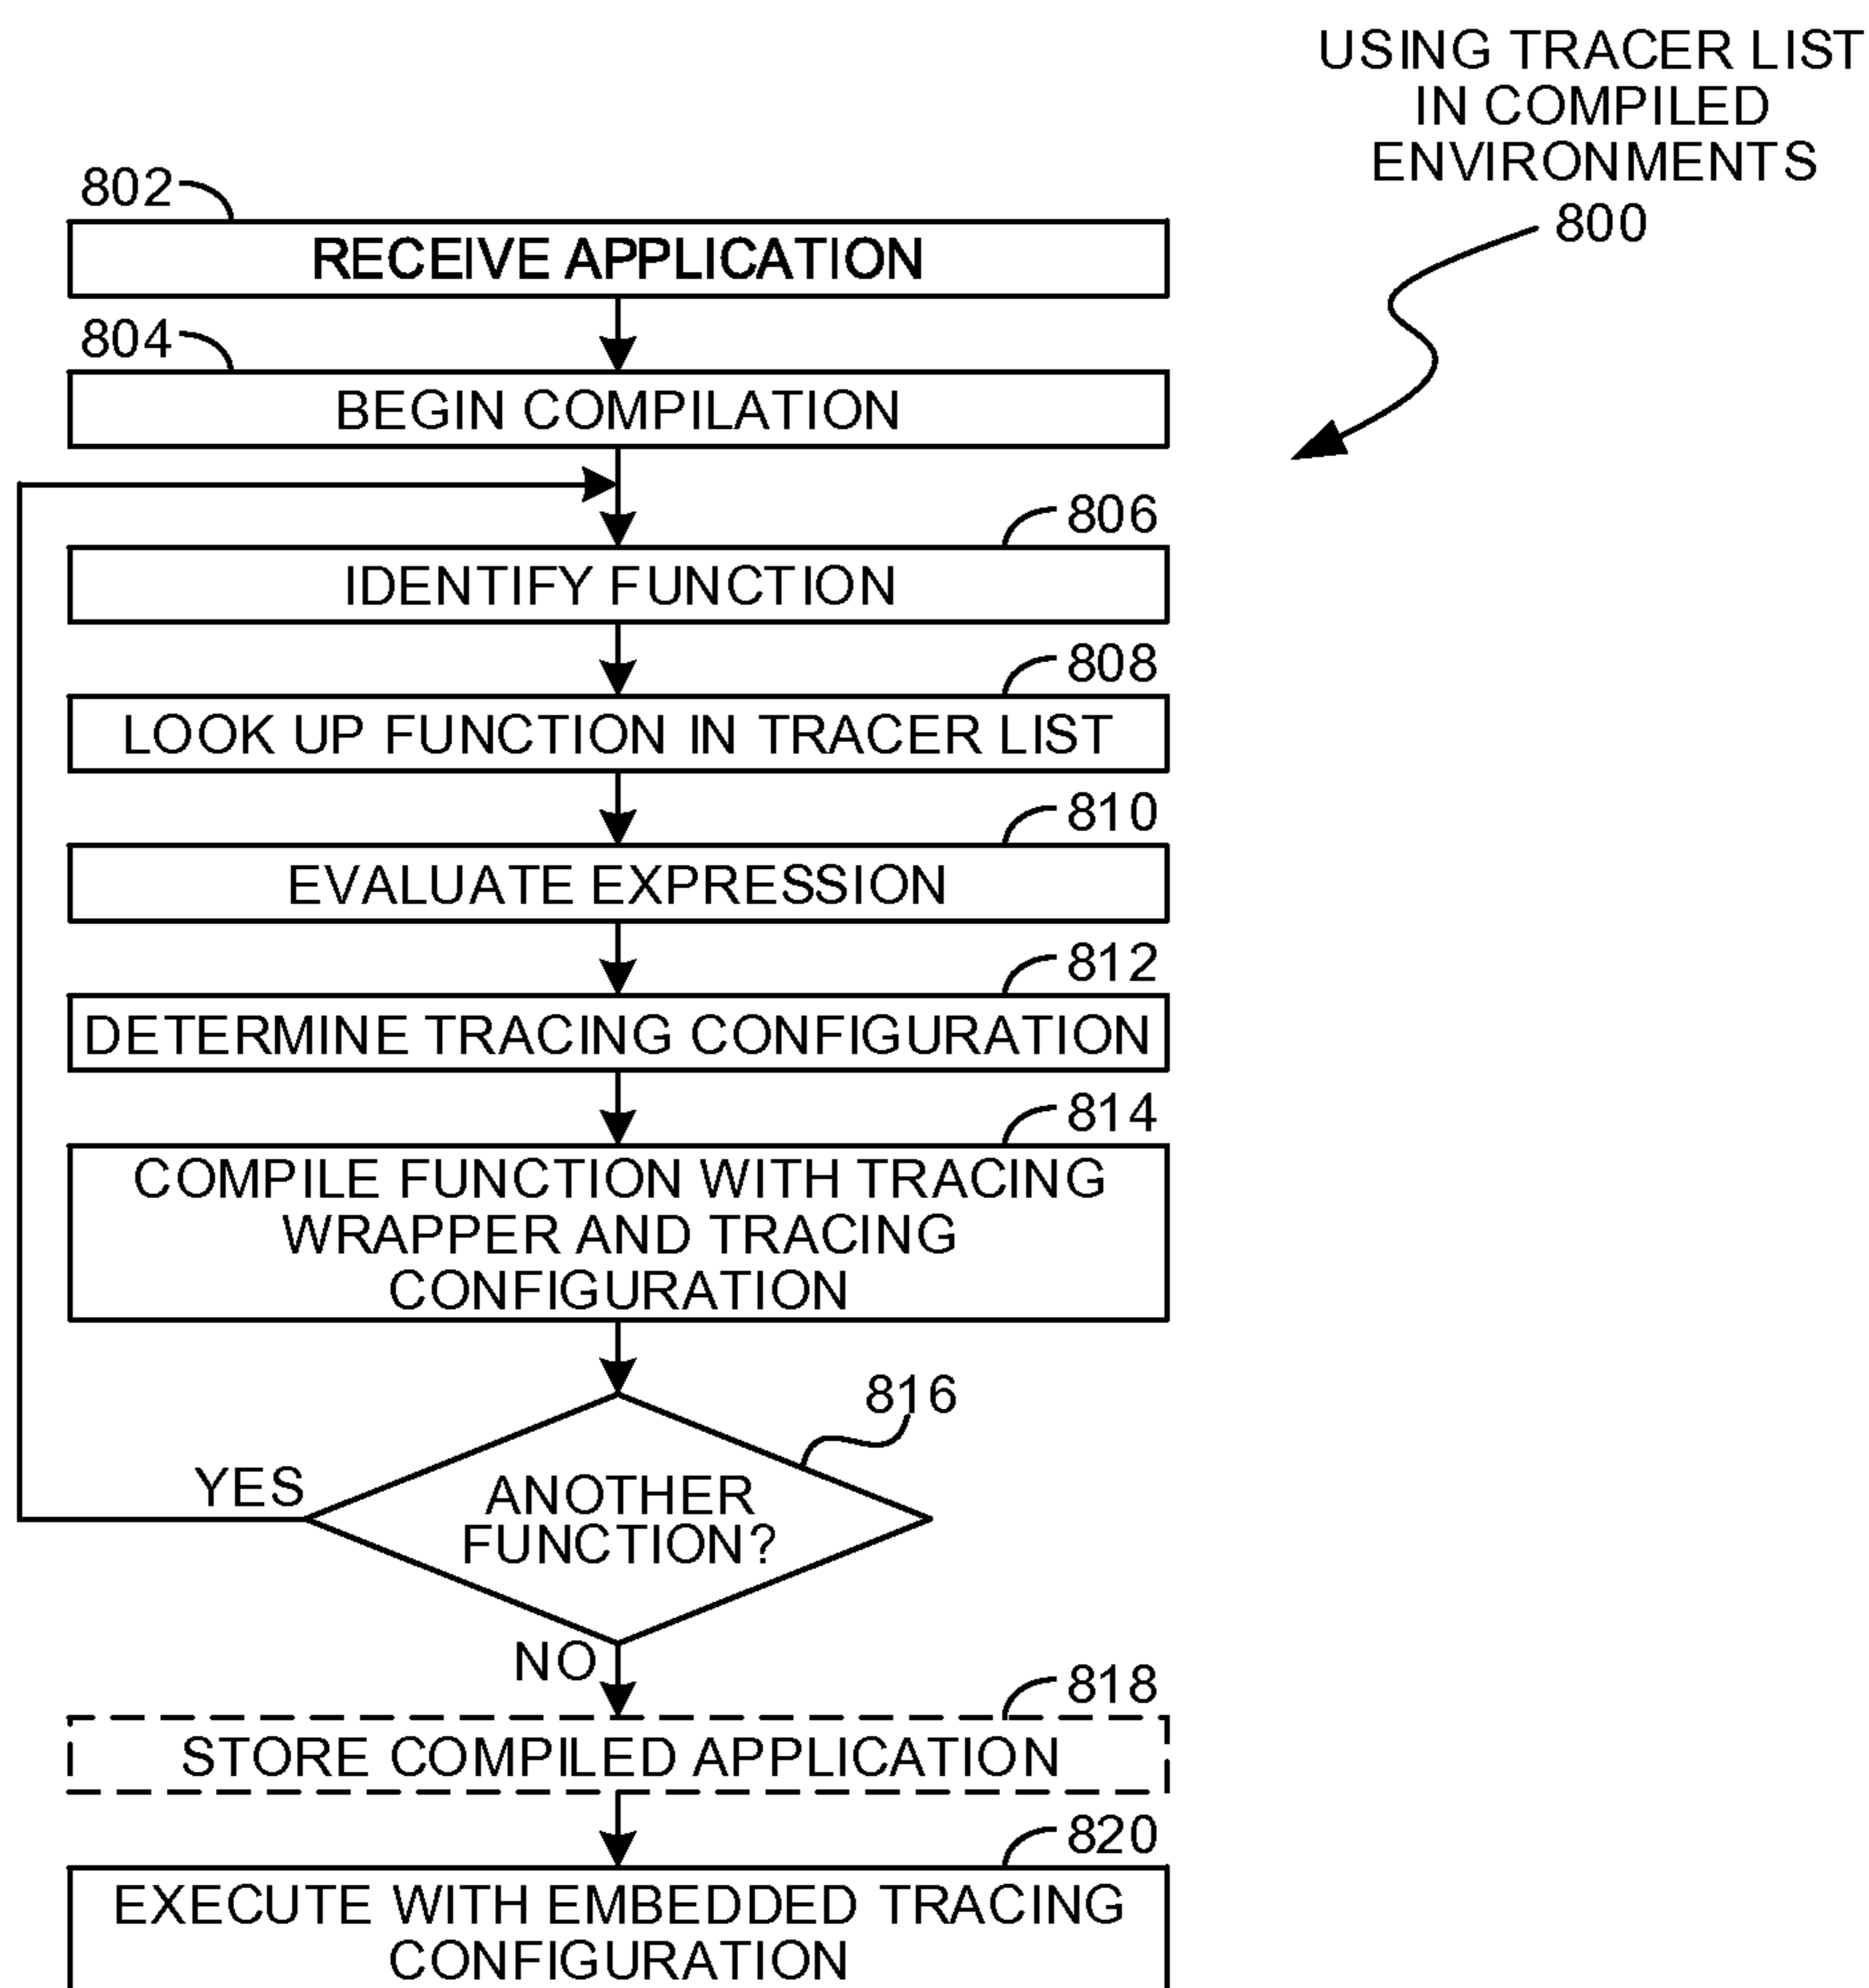 USING TRACER LIST
IN COMPILED
ENVIRONMENTS
800
802
RECEIVE APPLICATION
804
BEGIN COMPILATION
806
IDENTIFY FUNCTION
808
LOOK UP FUNCTION IN TRACER LIST
810
EVALUATE EXPRESSION
812
DETERMINE TRACING CONFIGURATION
814
COMPILE FUNCTION WITH TRACING
WRAPPER AND TRACING
CONFIGURATION
816
YES
ANOTHER
FUNCTION?
NO
818
STORE COMPILED APPLICATION
820
EXECUTE WITH EMBEDDED TRACING
CONFIGURATION